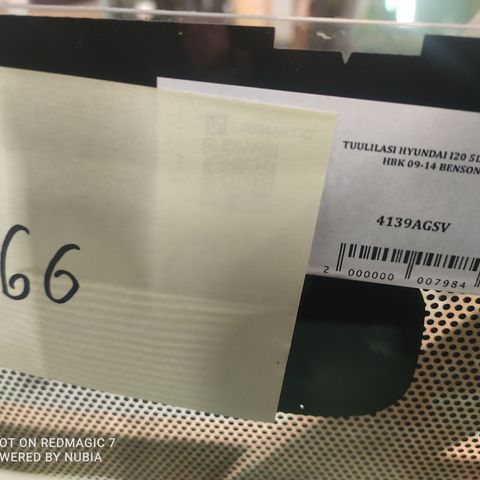 TUULILASI HYUNDAI I20 5D
HBK 09-14 BENSON
4139AGSV
2 000000 007984
66
OT ON REDMAGIC 7
WERED BY NUBIA